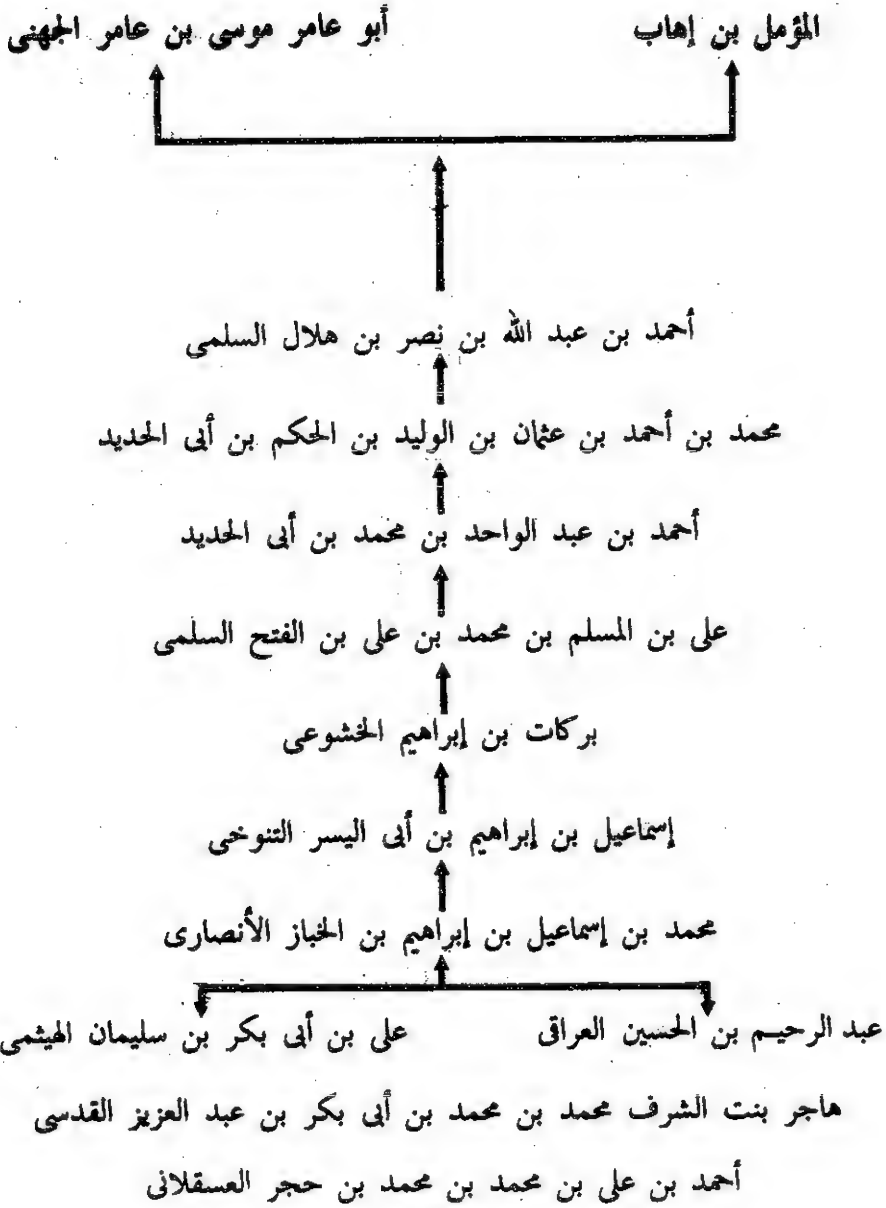 المؤمل بن إهاب
أبو عامر موسى بن عامر الجهنى
أحمد بن عبد الله بن نصر بن هلال السلمى
محمد بن أحمد بن عثمان بن الوليد بن الحكم بن أبى الحديد
أحمد بن عبد الواحد بن محمد بن أبى الحديد
على بن المسلم بن محمد بن على بن الفتح السلمى
بركات بن إبراهيم الخشوعى
إسماعيل بن إبراهيم بن أبى اليسر التنوخى
محمد بن إسماعيل بن إبراهيم بن الخباز الأنصارى
عبد الرحيم بن الحسين العراقى
على بن أبى بكر بن سليمان الهيثمى
هاجر بنت الشرف محمد بن محمد بن أبى بكر بن عبد العزيز القدسى
أحمد بن على بن محمد بن محمد بن حجر العسقلانى